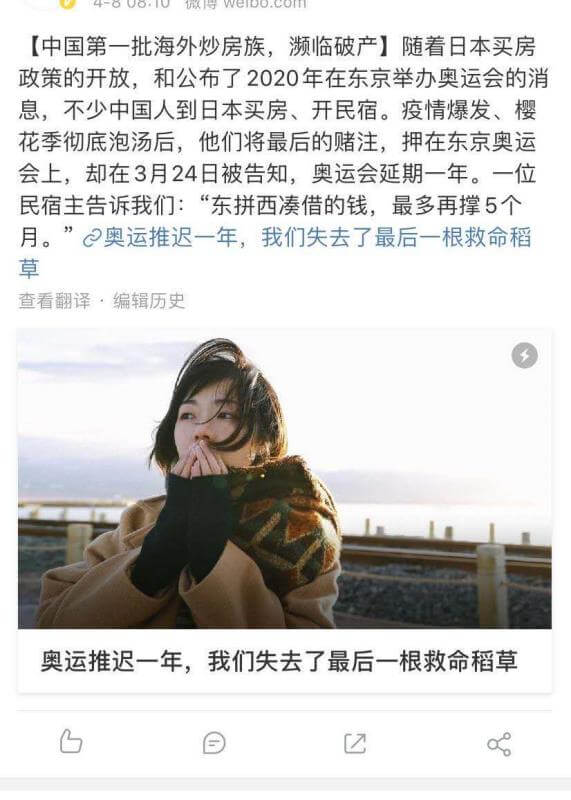 4-8 08:10 微博 weibo.com
【中国第一批海外炒房族，濒临破产】随着日本买房
政策的开放，和公布了2020年在东京举办奥运会的消
息，不少中国人到日本买房、开民宿。疫情爆发、樱
花季彻底泡汤后，他们将最后的赌注，押在东京奥运
会上，却在3月24日被告知，奥运会延期一年。一位
民宿主告诉我们：“东拼西凑借的钱，最多再撑5个
月。”奥运推迟一年，我们失去了最后一根救命稻
草
查看翻译 · 编辑历史
奥运推迟一年，我们失去了最后一根救命稻草